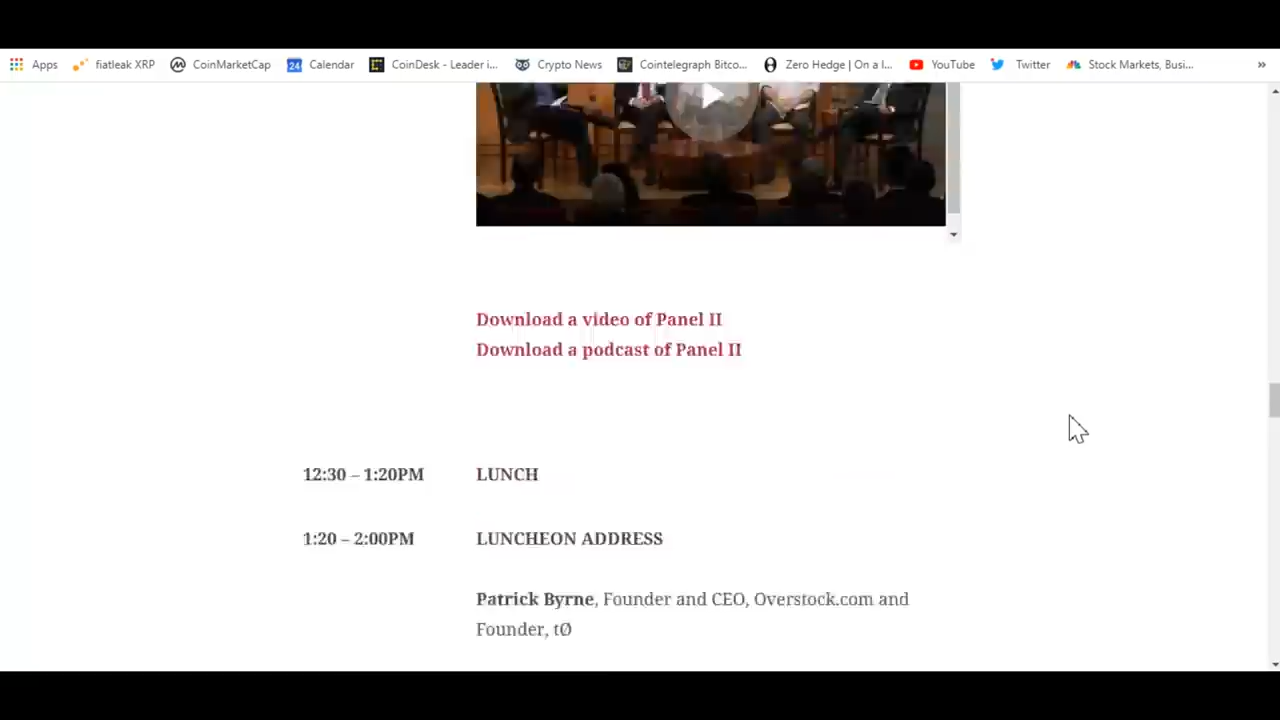 Apps fiatleak XRP CoinMarketCap 24 Calendar CoinDesk - Leader i... Crypto News Cointelegraph Bitco... Zero Hedge | On a l... YouTube Twitter Stock Markets, Busi... »
Download a video of Panel II
Download a podcast of Panel II
12:30 – 1:20PM LUNCH
1:20 – 2:00PM LUNCHEON ADDRESS
Patrick Byrne, Founder and CEO, Overstock.com and
Founder, tØ